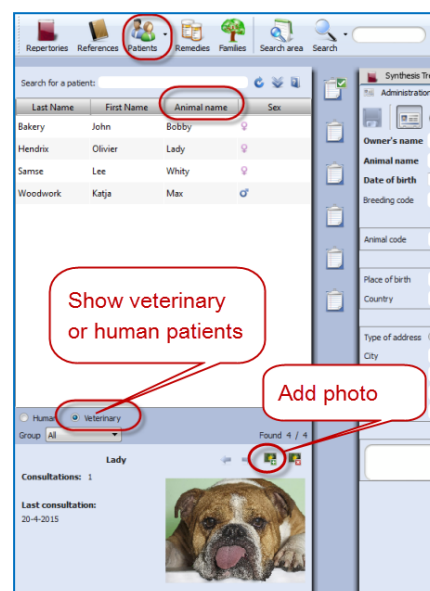 Repertories References Patients Remedies Families Search area Search
Search for a patient:
Last Name First Name Animal name Sex
Bakery John Bobby ♀
Hendrix Olivier Lady ♀
Samse Lee Whity ♀
Woodwork Katja Max ♂
Show veterinary
or human patients
Human Veterinary
Group All Found 4 / 4
Lady
Consultations: 1
Last consultation:
20-4-2015
Add photo
Synthesis Tre
Administration
Owner's name
Animal name
Date of birth
Breeding code
Animal code
Place of birth
Country
Type of address
City